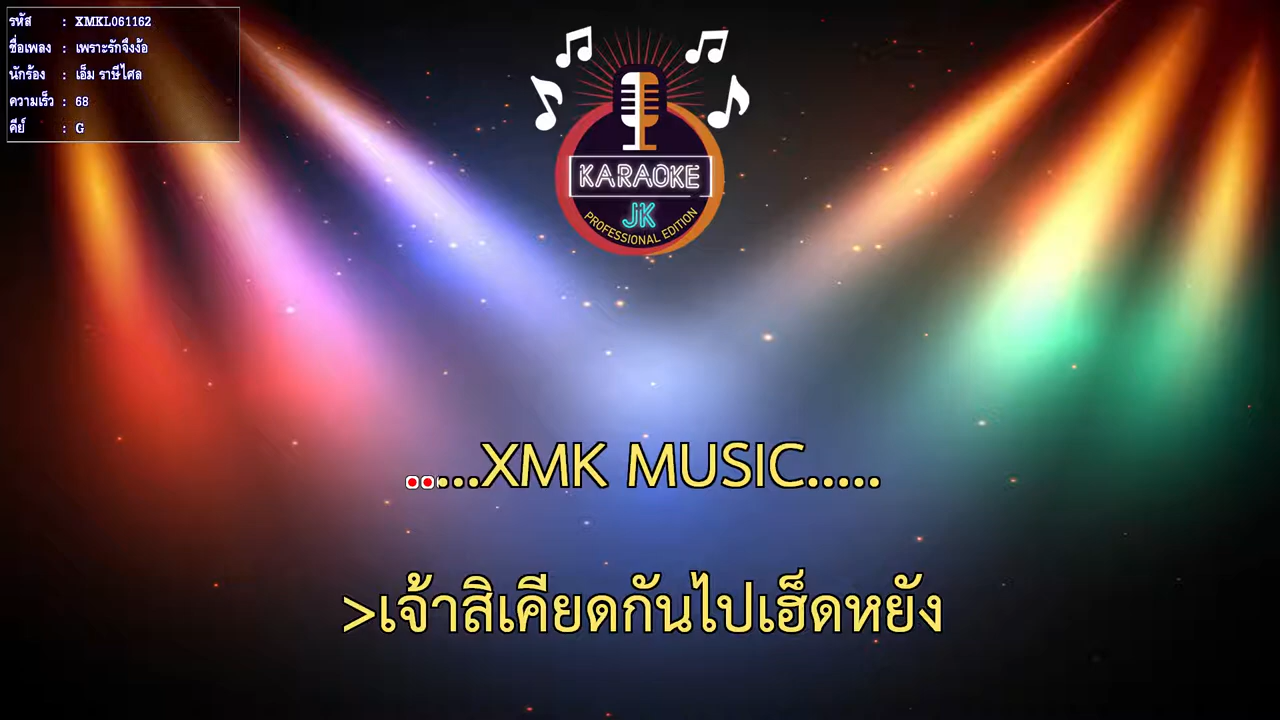 รหัส : XMKL061162
ชื่อเพลง : เพราะรักจึงง้อ
นักร้อง : เอ็ม ราษีไศล
ความเร็ว : 68
คีย์ : G
KARAOKE
JK
PROFESSIONAL EDITION
.....XMK MUSIC.....
>เจ้าสิเคียดกันไปเฮ็ดหยัง